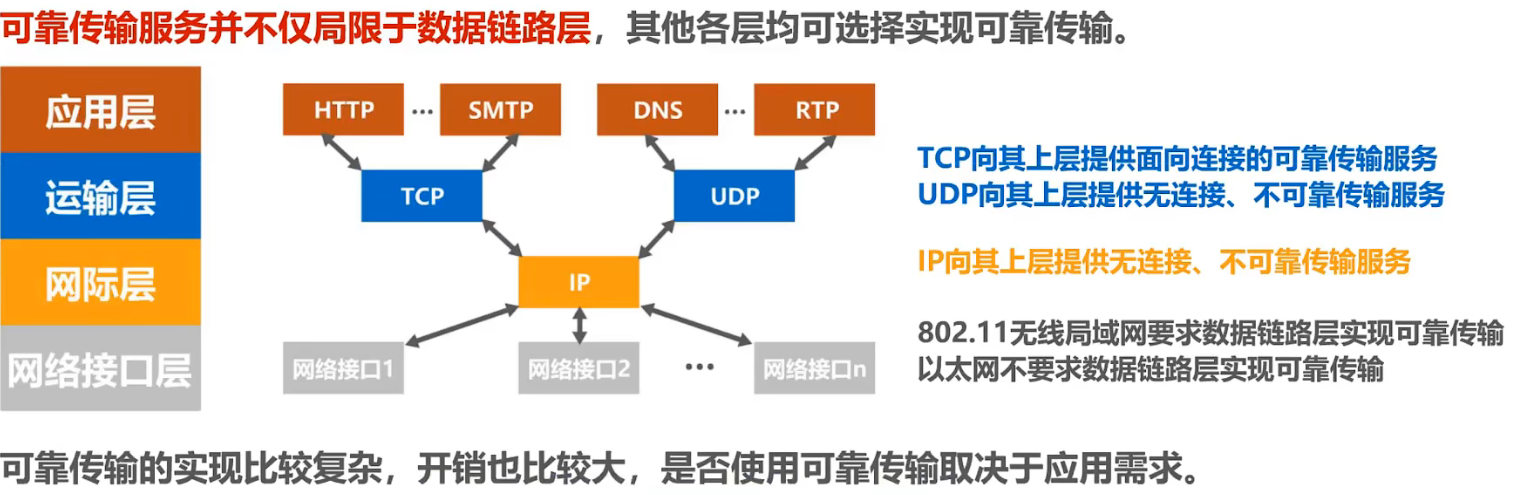 可靠传输服务并不仅局限于数据链路层，其他各层均可选择实现可靠传输。
应用层
HTTP ... SMTP
DNS ... RTP
运输层
TCP
UDP
TCP向其上层提供面向连接的可靠传输服务
UDP向其上层提供无连接、不可靠传输服务
网际层
IP
IP向其上层提供无连接、不可靠传输服务
网络接口层
网络接口1
网络接口2
...
网络接口n
802.11无线局域网要求数据链路层实现可靠传输
以太网不要求数据链路层实现可靠传输
可靠传输的实现比较复杂，开销也比较大，是否使用可靠传输取决于应用需求。